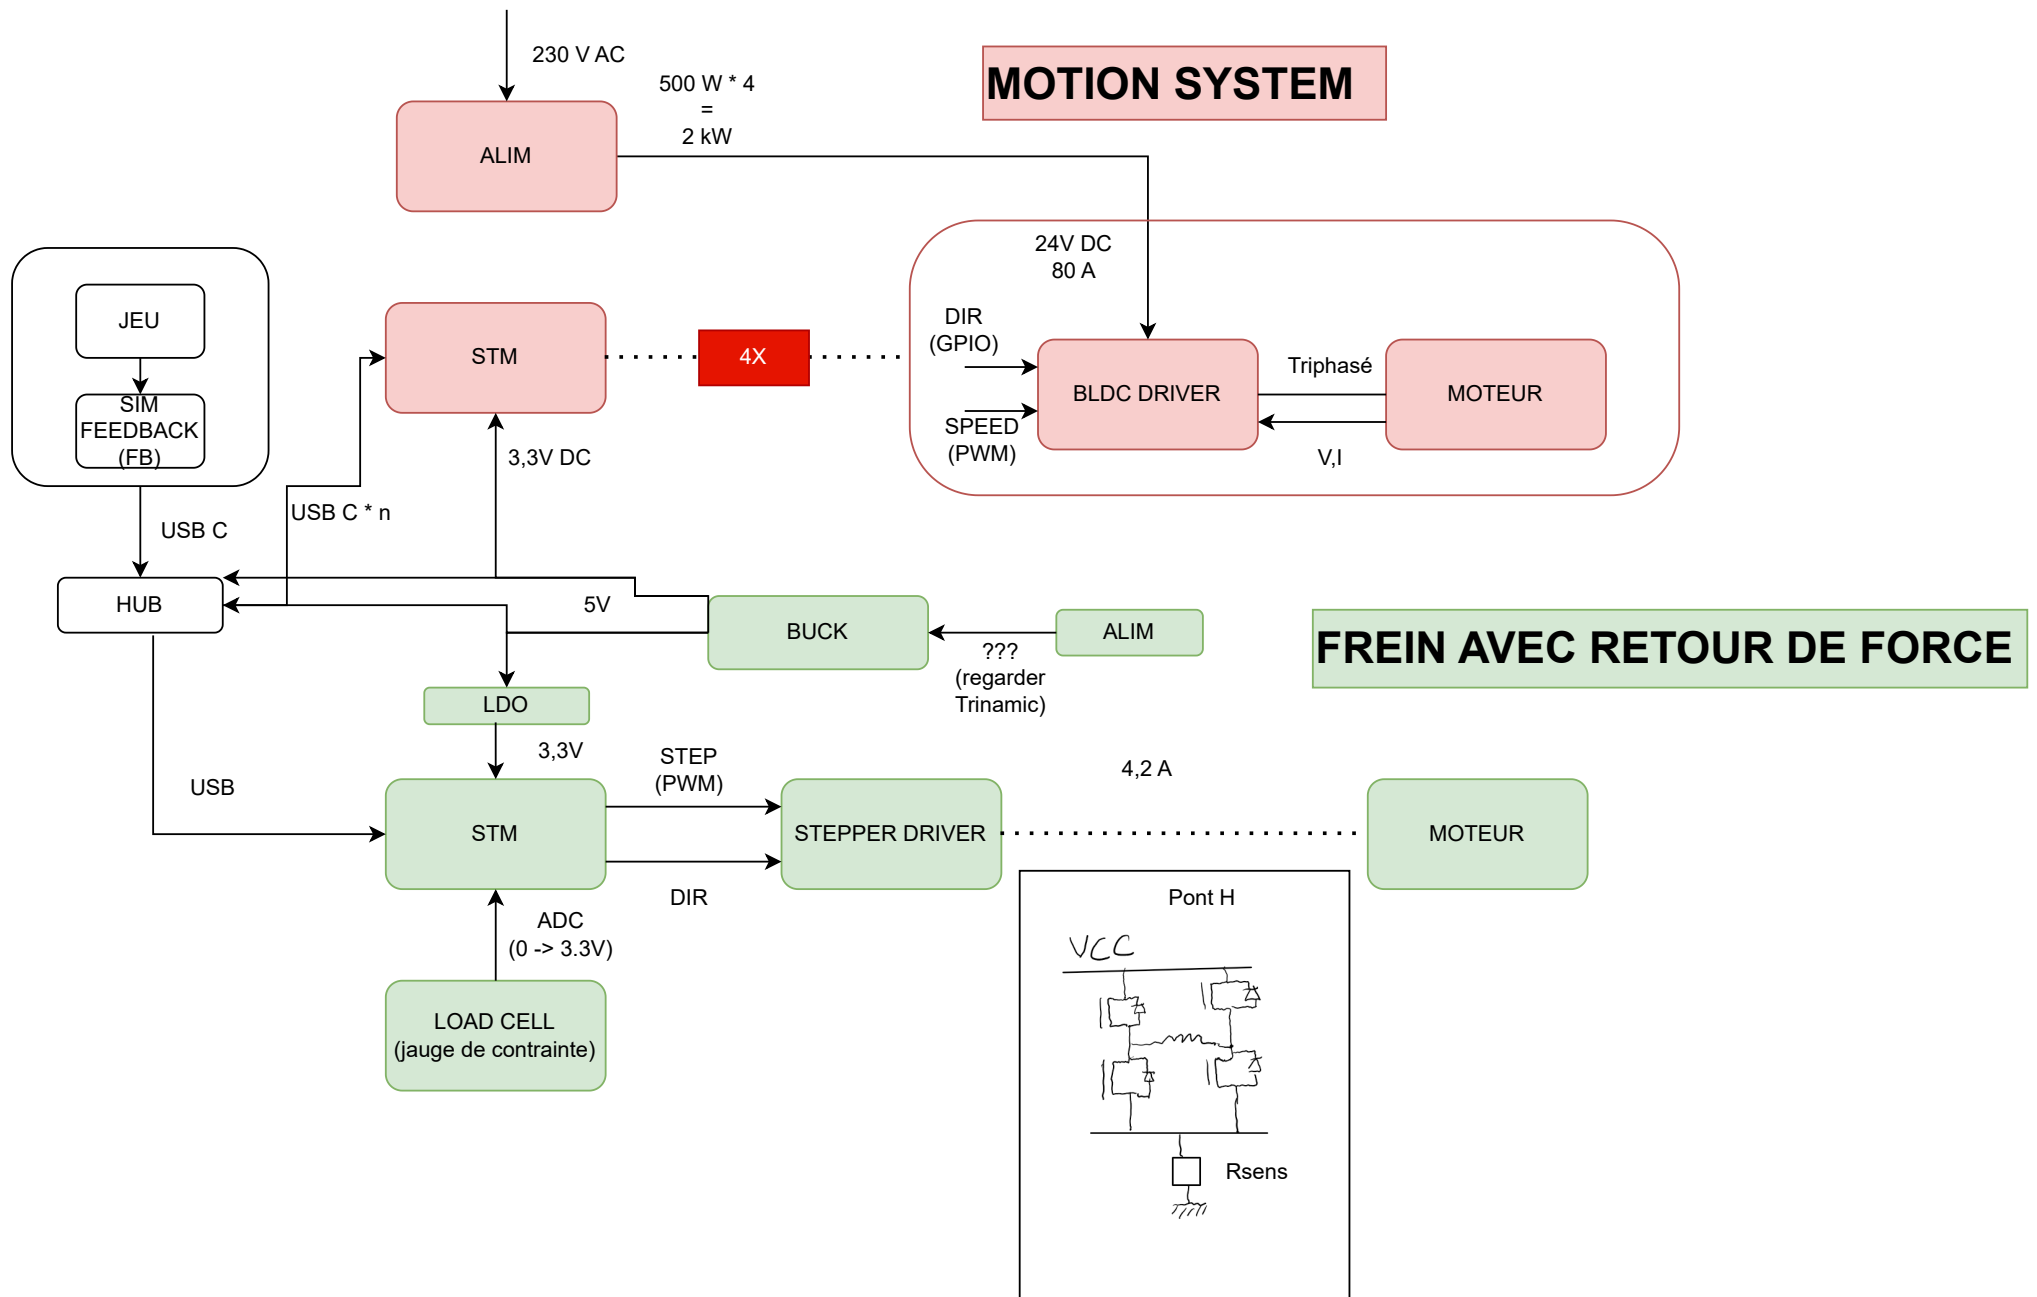 230 V AC
500 W * 4
=
2 kW
MOTION SYSTEM
ALIM
24V DC
80 A
JEU
SIM
FEEDBACK
(FB)
STM
4X
DIR
(GPIO)
SPEED
(PWM)
BLDC DRIVER
Triphasé
V,I
MOTEUR
3,3V DC
USB C * n
USB C
HUB
5V
BUCK
ALIM
???
(regarder
Trinamic)
FREIN AVEC RETOUR DE FORCE
LDO
3,3V
USB
STM
STEP
(PWM)
DIR
STEPPER DRIVER
4,2 A
MOTEUR
ADC
(0 -> 3.3V)
LOAD CELL
(jauge de contrainte)
Pont H
VCC
Rsens